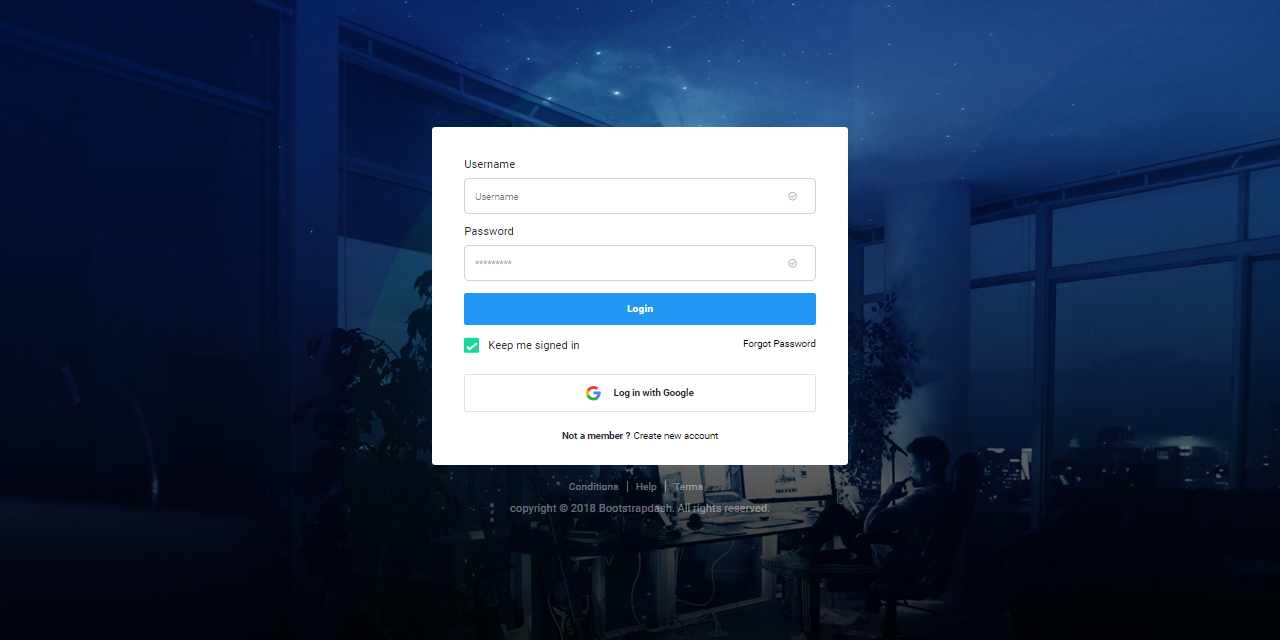 Username
Username
Password
*********
Login
Keep me signed in
Forgot Password
Log in with Google
Not a member ? Create new account
Conditions
Help
Terms
copyright © 2018 Bootstrapdash. All rights reserved.